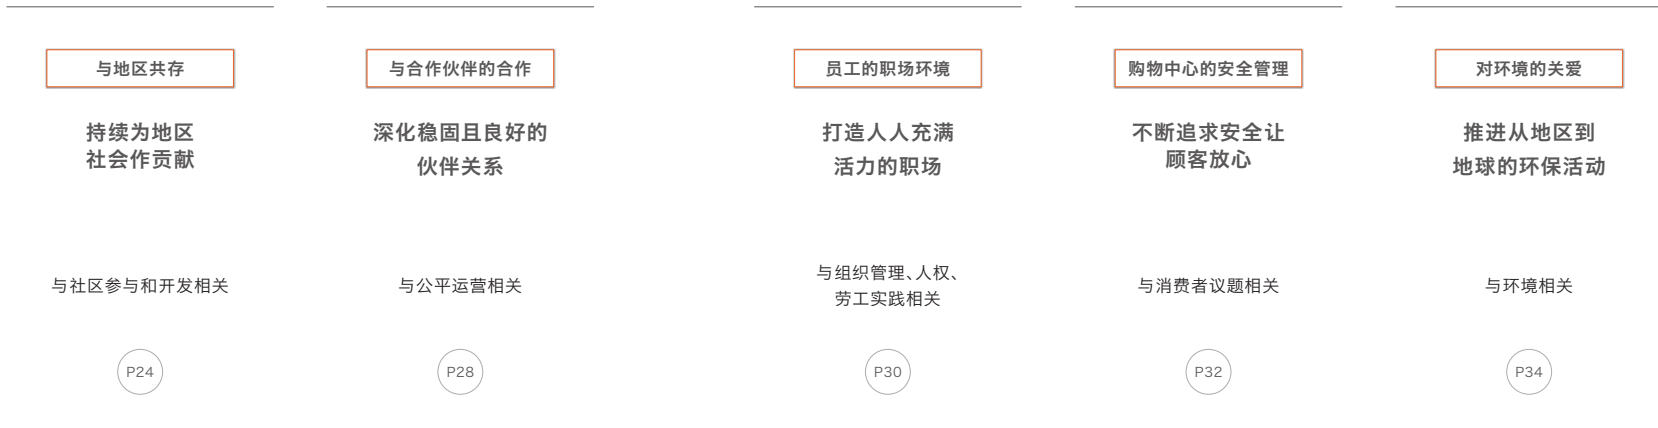 与地区共存
持续为地区
社会作贡献
与社区参与和开发相关
P24
与合作伙伴的合作
深化稳固且良好的
伙伴关系
与公平运营相关
P28
员工的职场环境
打造人人充满
活力的职场
与组织管理、人权、
劳工实践相关
P30
购物中心的安全管理
不断追求安全让
顾客放心
与消费者议题相关
P32
对环境的关爱
推进从地区到
地球的环保活动
与环境相关
P34